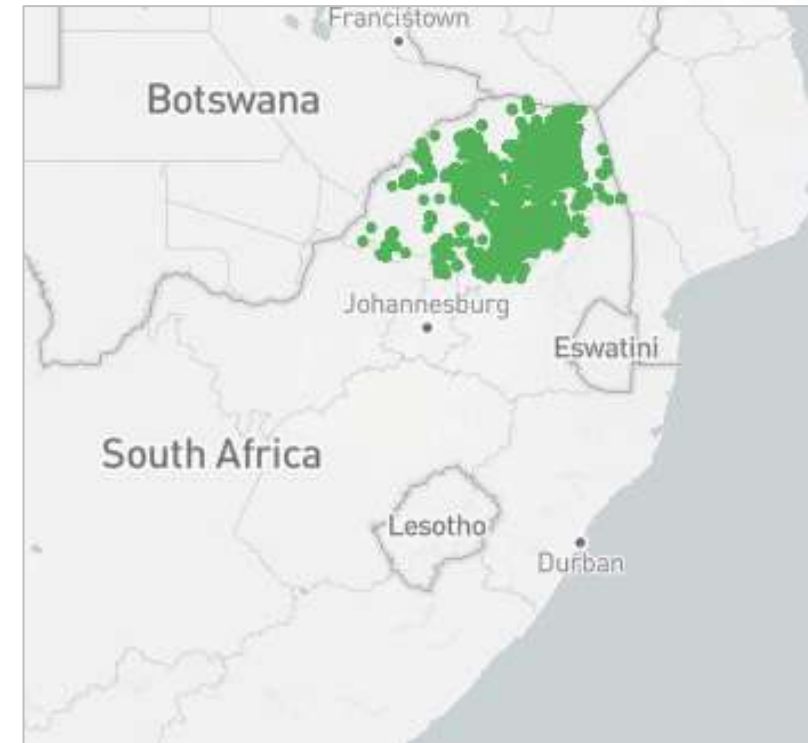 Francistown
Botswana
Johannesburg
Eswatini
South Africa
Lesotho
Durban